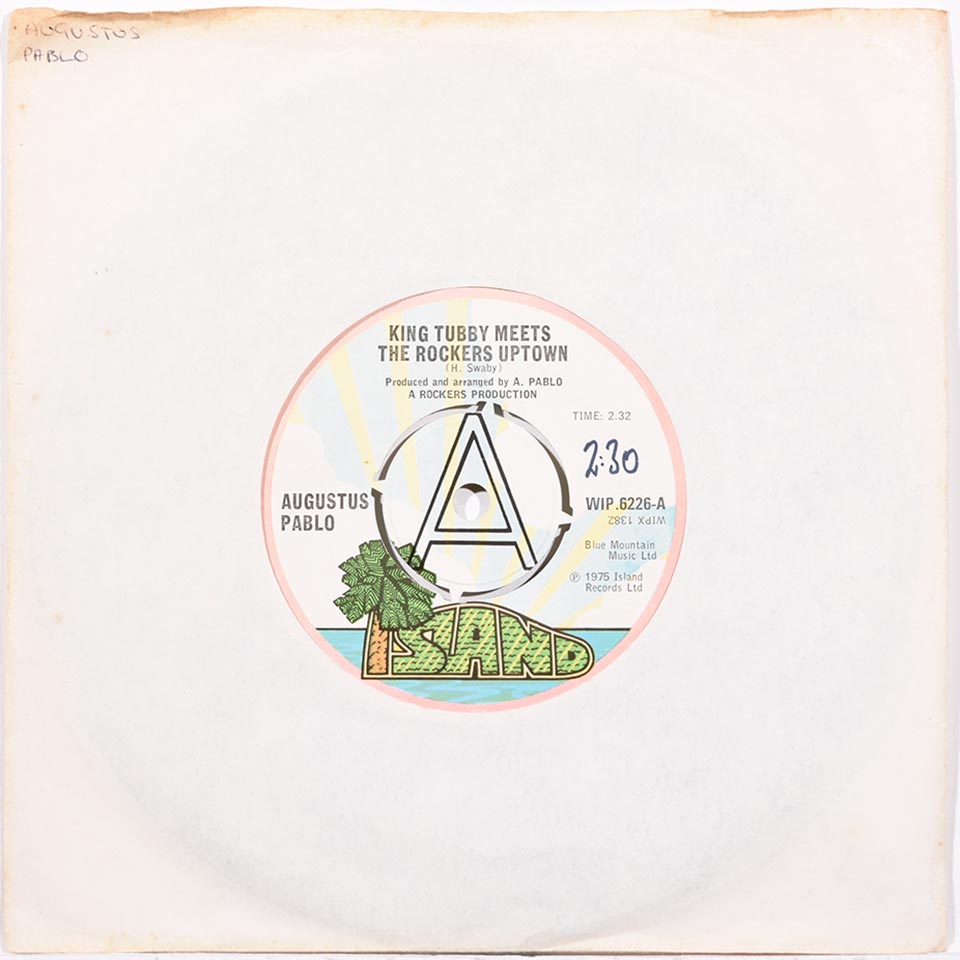 AUGUSTUS
PABLO
KING TUBBY MEETS
THE ROCKERS UPTOWN
(H. Swaby)
Produced and arranged by A. PABLO
A ROCKERS PRODUCTION
TIME: 2.32
2:30
A
AUGUSTUS
PABLO
WIP.6226-A
WIPX 1382
Blue Mountain
Music Ltd
℗ 1975 Island
Records Ltd
ISLAND